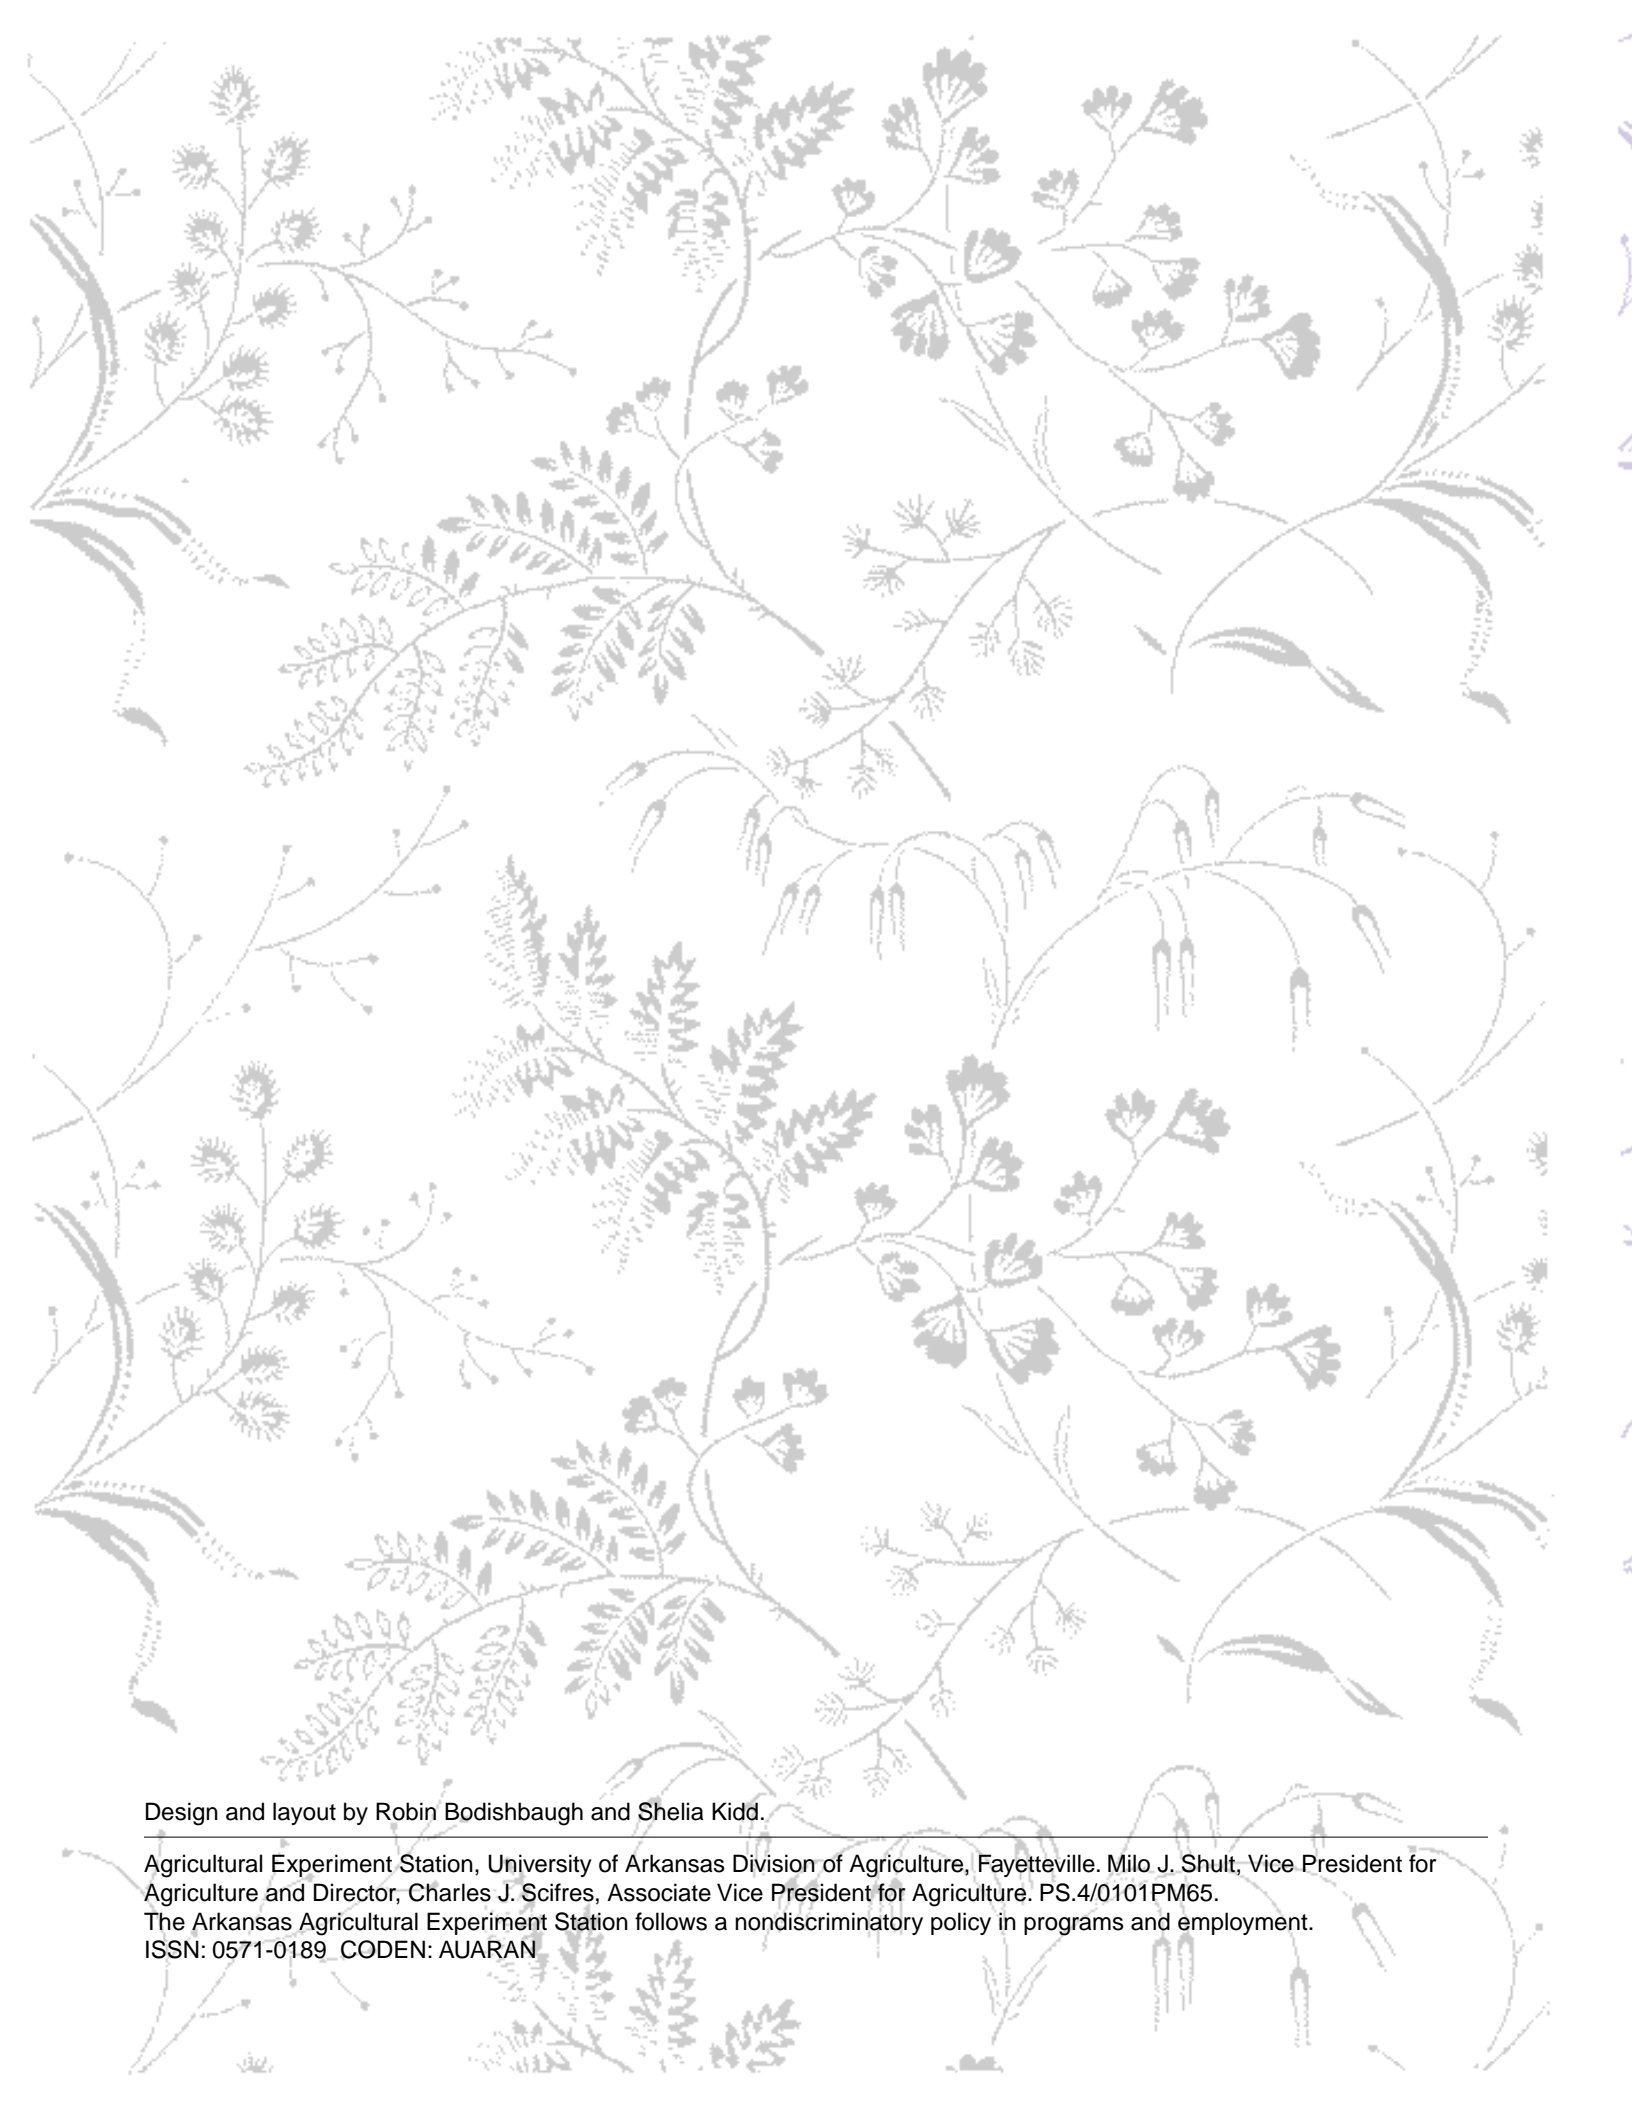 Design and layout by Robin Bodishbaugh and Shelia Kidd.
Agricultural Experiment Station, University of Arkansas Division of Agriculture, Fayetteville. Milo J. Shult, Vice President for
Agriculture and Director, Charles J. Scifres, Associate Vice President for Agriculture. PS.4/0101PM65.
The Arkansas Agricultural Experiment Station follows a nondiscriminatory policy in programs and employment.
ISSN: 0571-0189  CODEN: AUARAN